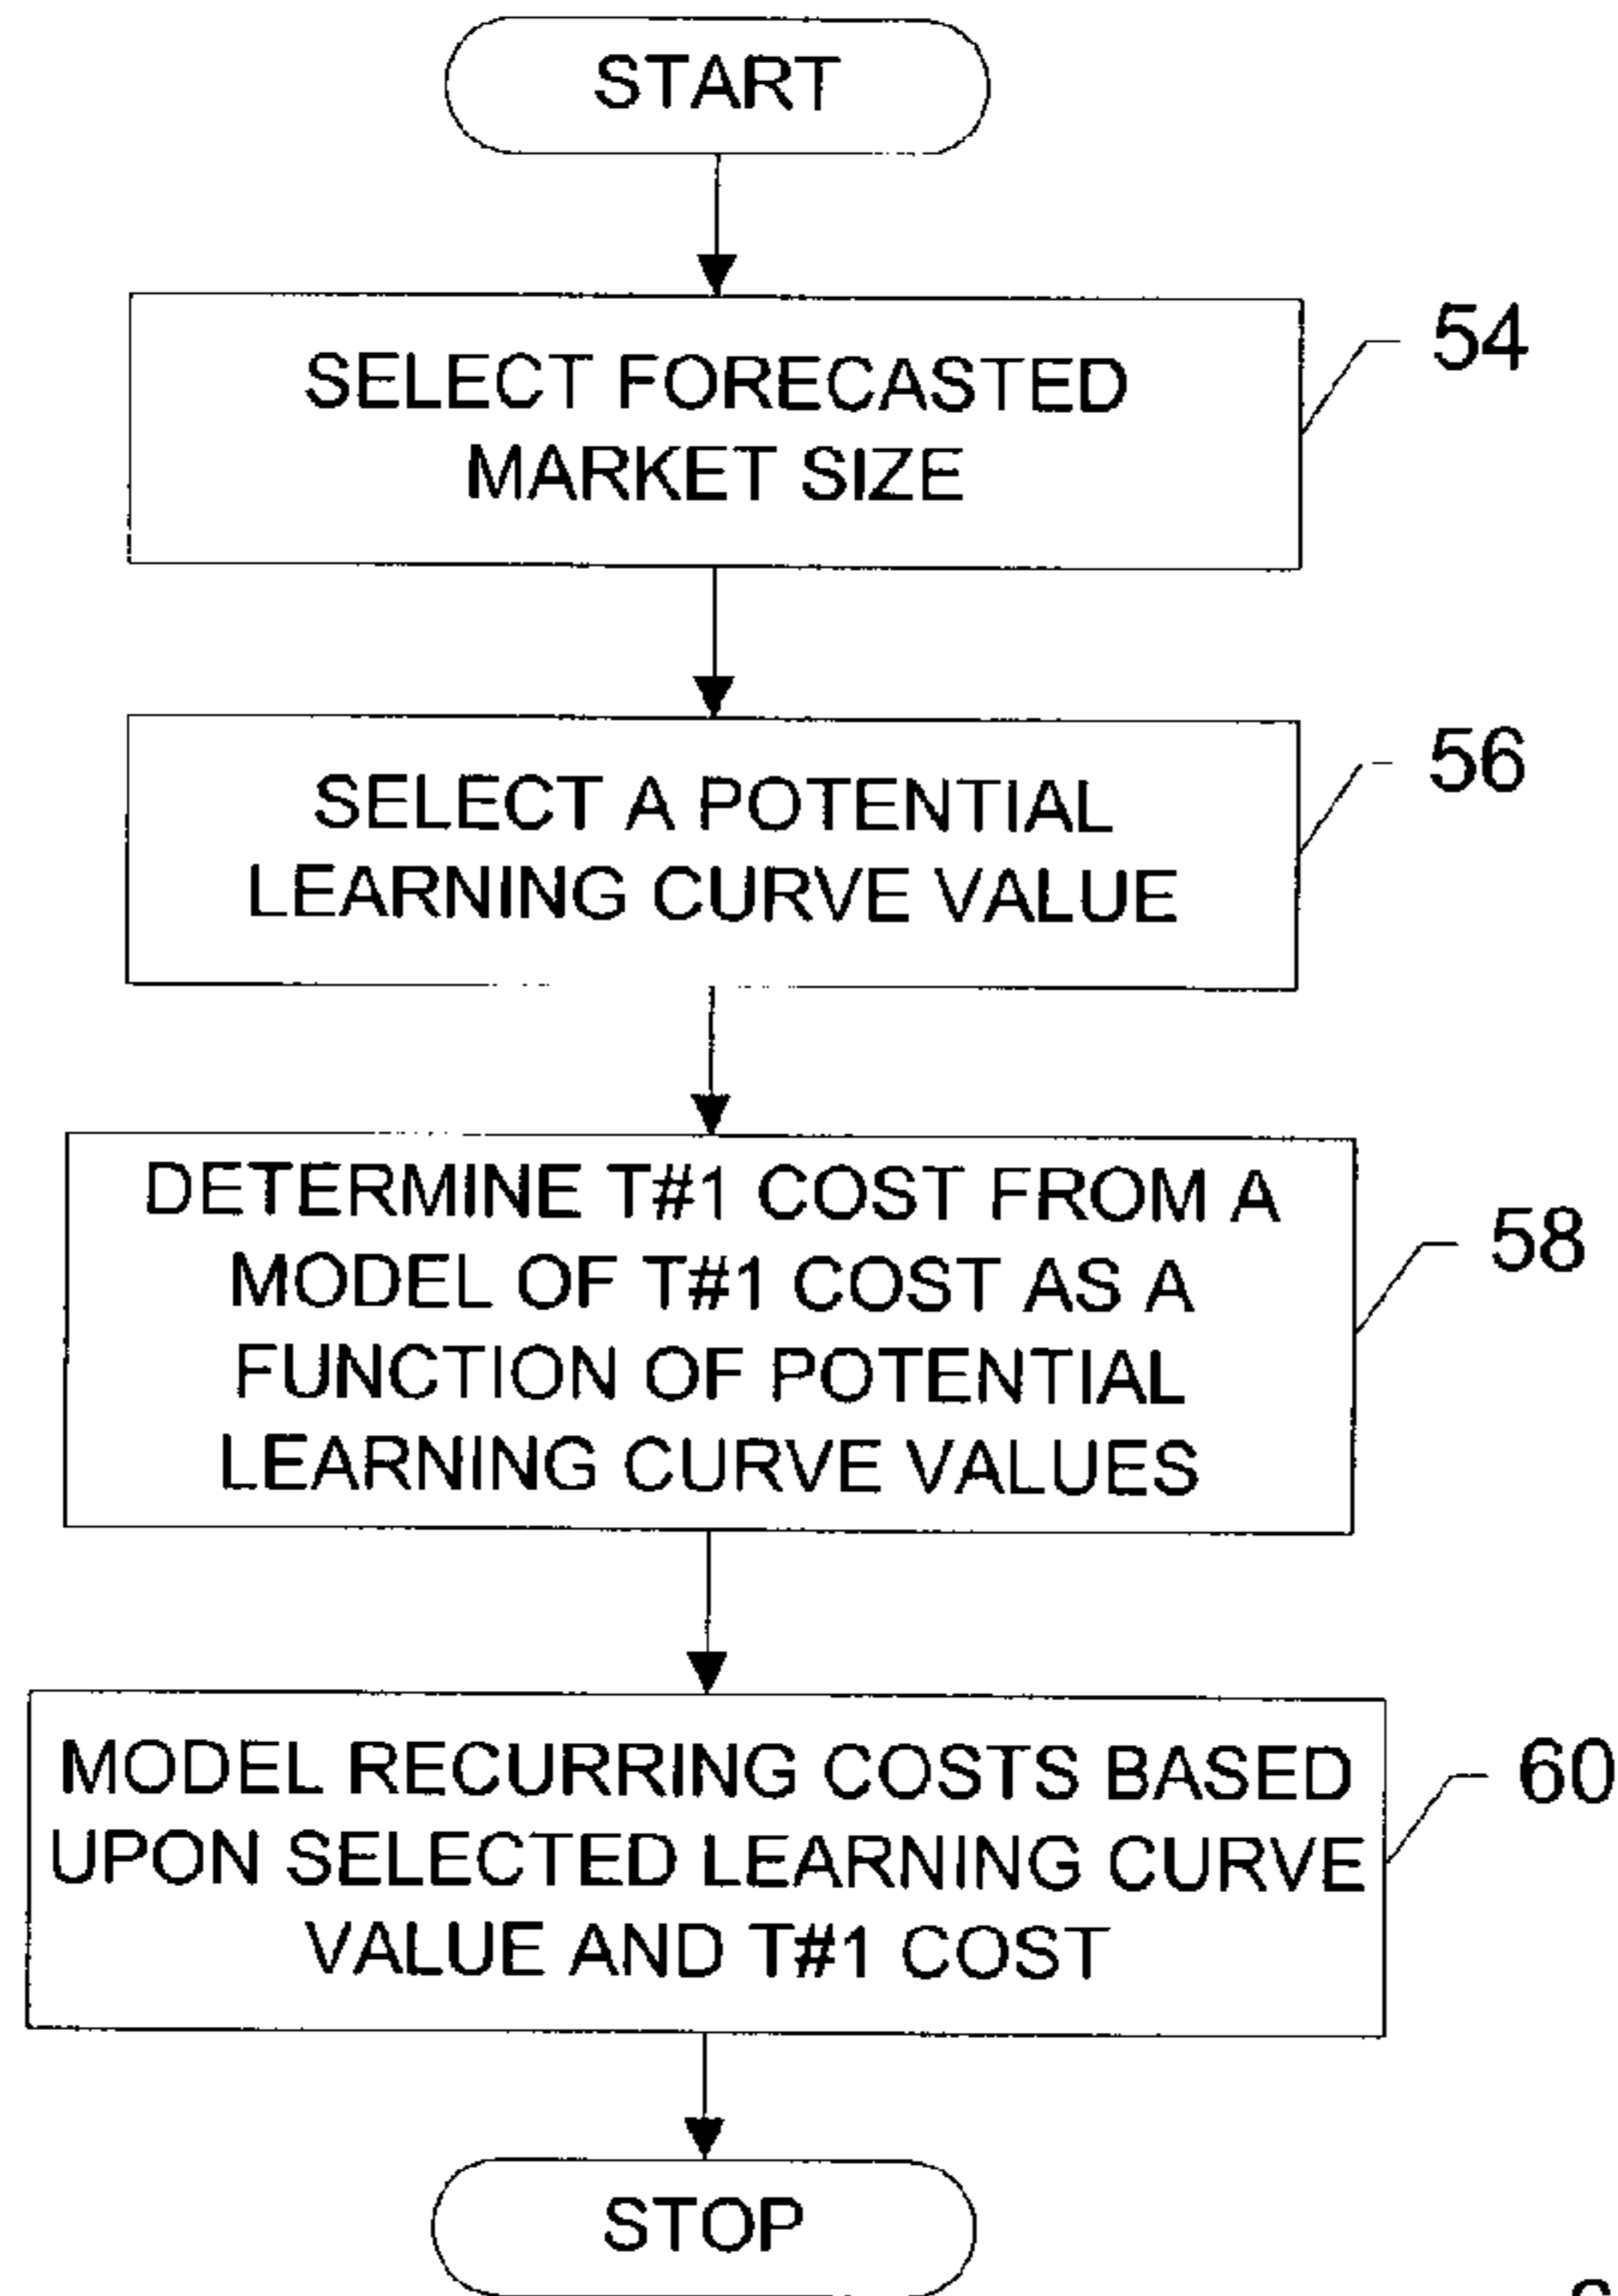 START
SELECT FORECASTED
MARKET SIZE
54
SELECT A POTENTIAL
LEARNING CURVE VALUE
56
DETERMINE T#1 COST FROM A
MODEL OF T#1 COST AS A
FUNCTION OF POTENTIAL
LEARNING CURVE VALUES
58
MODEL RECURRING COSTS BASED
UPON SELECTED LEARNING CURVE
VALUE AND T#1 COST
60
STOP